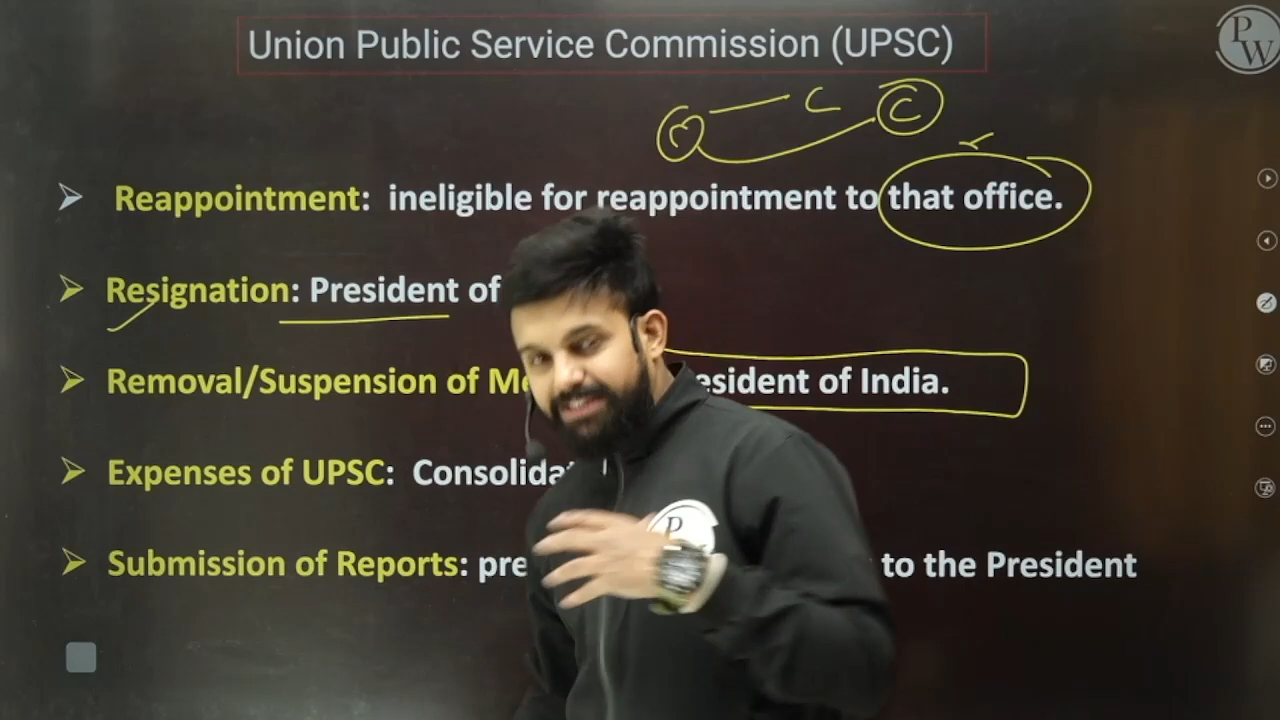 Union Public Service Commission (UPSC)
PW
M C C
Reappointment: ineligible for reappointment to that office.
Resignation: President of
Removal/Suspension of Me esident of India.
Expenses of UPSC: Consolida
Submission of Reports: pre to the President
P